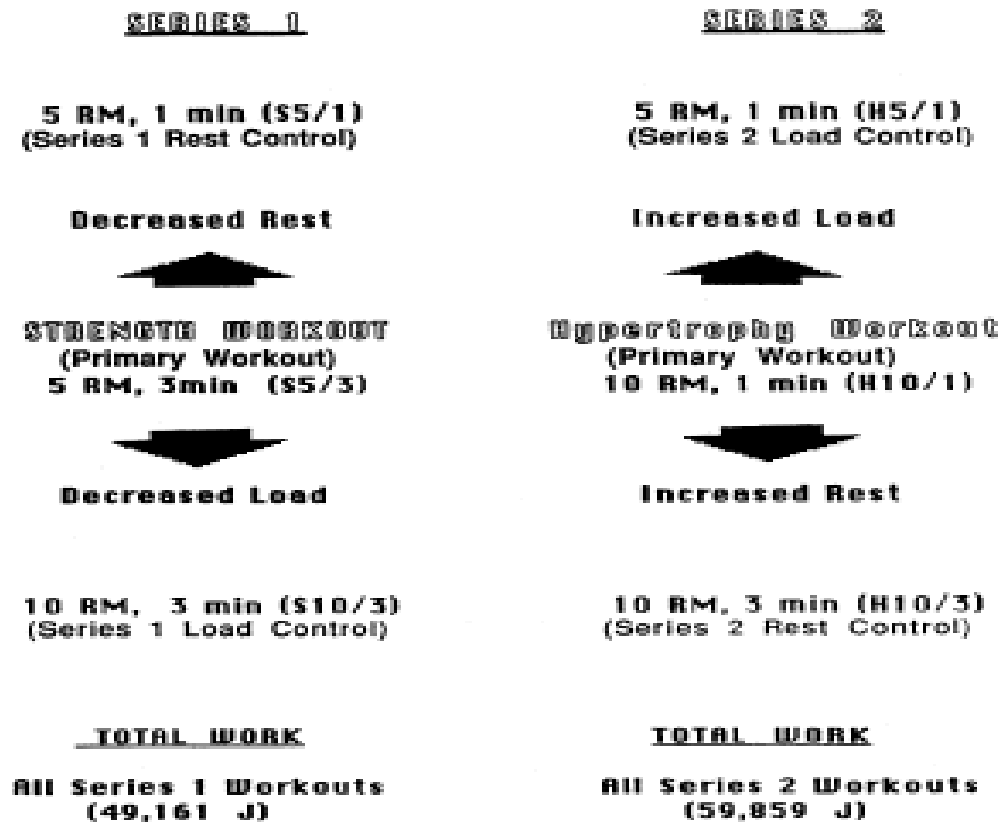 SERIES 1
5 RM, 1 min (S5/1)
(Series 1 Rest Control)
Decreased Rest
STRENGTH WORKOUT
(Primary Workout)
5 RM, 3min (S5/3)
Decreased Load
10 RM, 3 min (S10/3)
(Series 1 Load Control)
TOTAL WORK
All Series 1 Workouts
(49,161 J)
SERIES 2
5 RM, 1 min (H5/1)
(Series 2 Load Control)
Increased Load
Hypertrophy Workout
(Primary Workout)
10 RM, 1 min (H10/1)
Increased Rest
10 RM, 3 min (H10/3)
(Series 2 Rest Control)
TOTAL WORK
All Series 2 Workouts
(59,859 J)